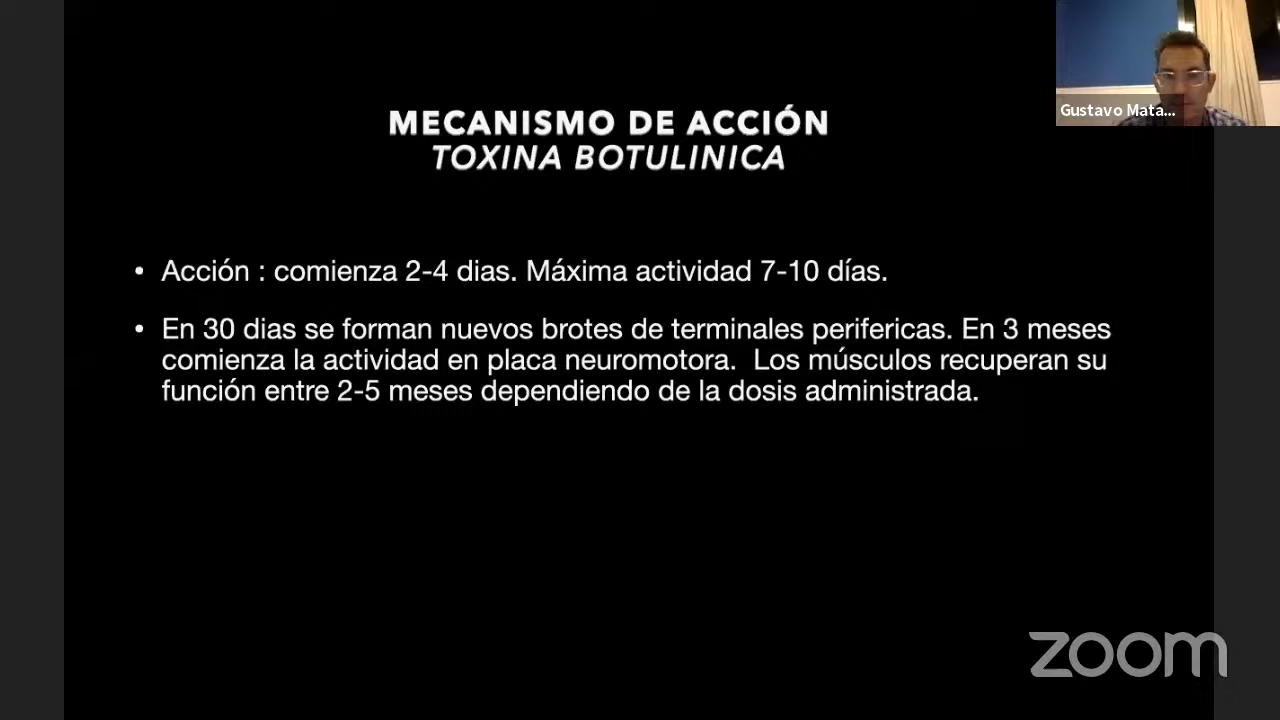 Gustavo Mata...
MECANISMO DE ACCIÓN
TOXINA BOTULINICA
• Acción : comienza 2-4 dias. Máxima actividad 7-10 días.
• En 30 dias se forman nuevos brotes de terminales perifericas. En 3 meses
comienza la actividad en placa neuromotora.  Los músculos recuperan su
función entre 2-5 meses dependiendo de la dosis administrada.
zoom